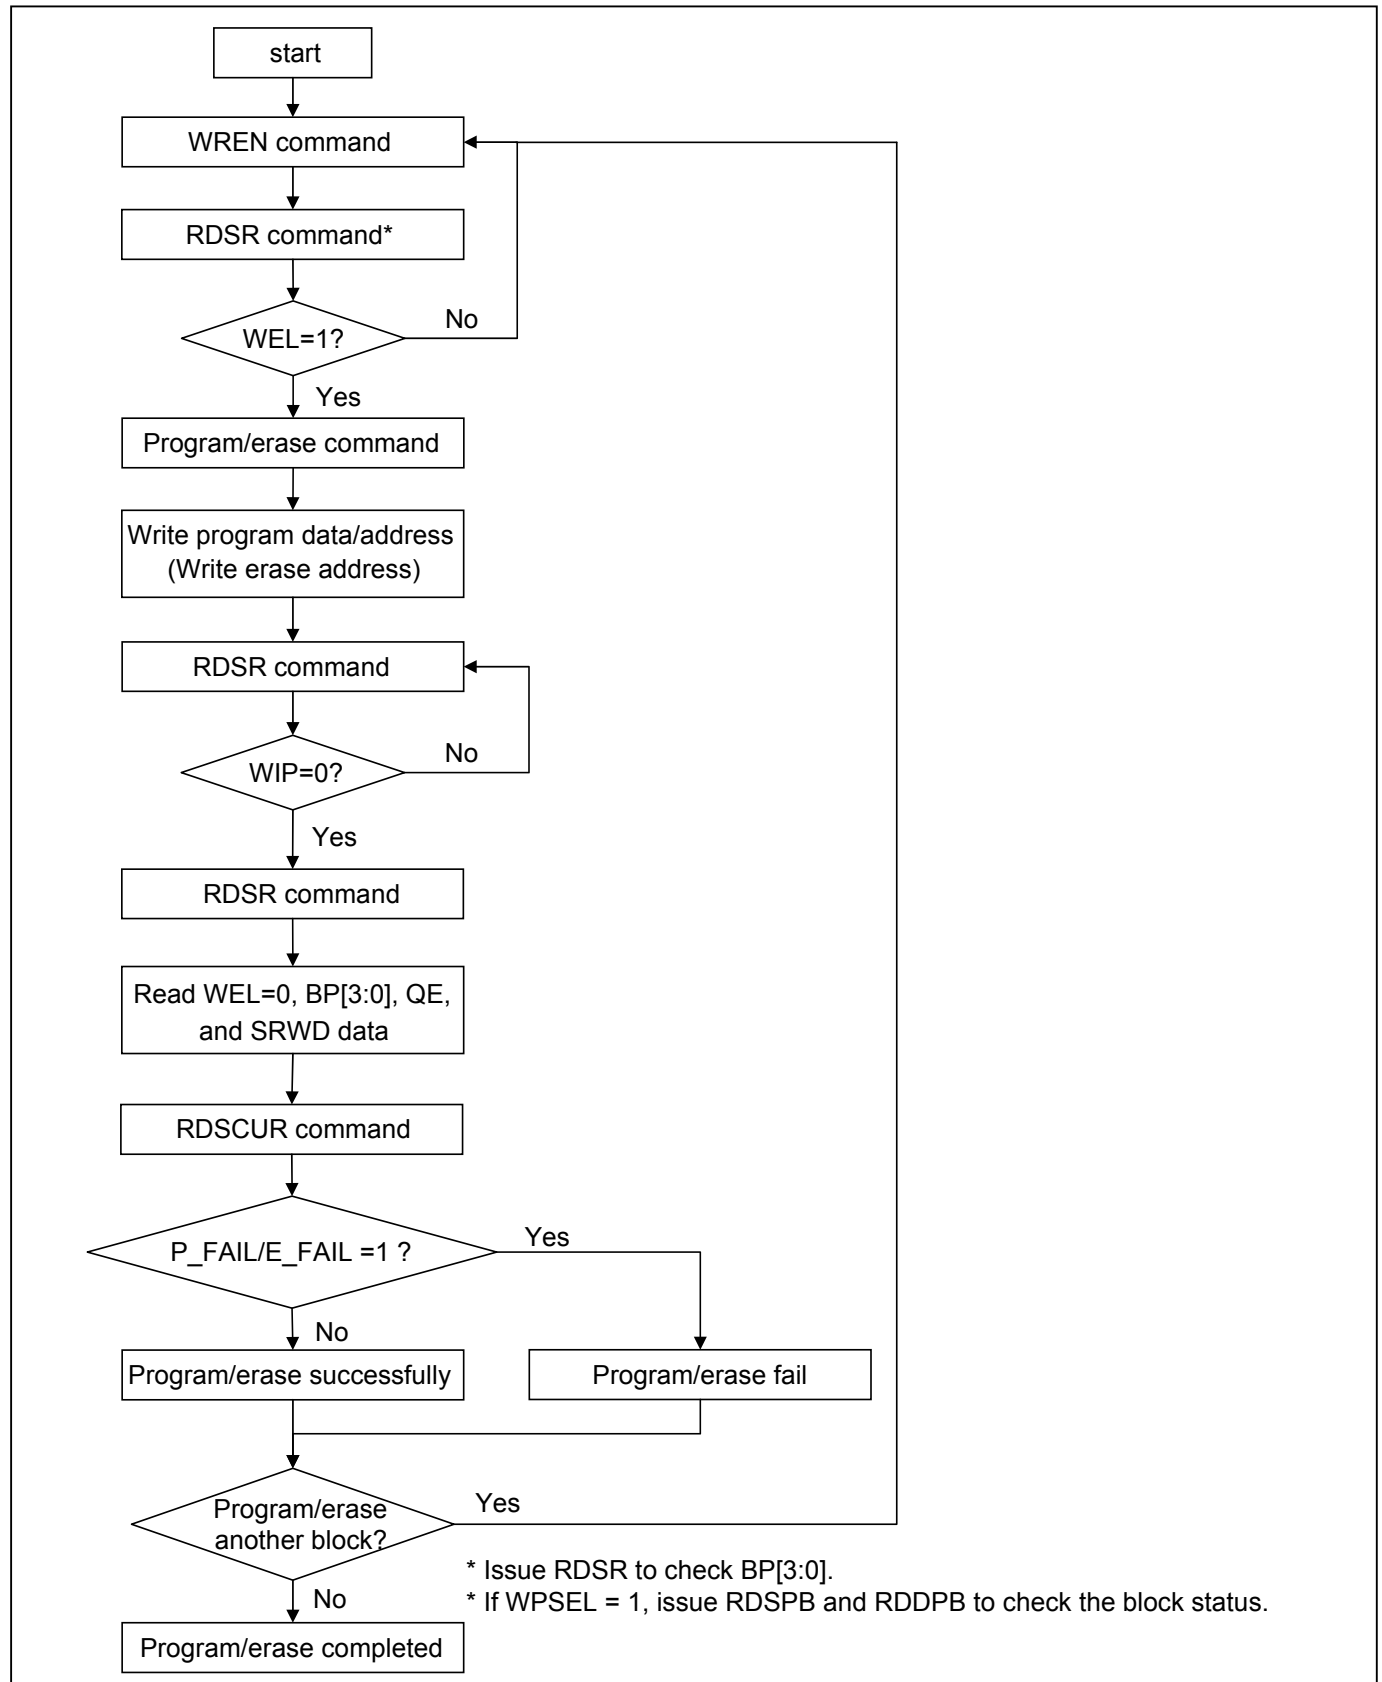 start
WREN command
RDSR command*
WEL=1?
No
Yes
Program/erase command
Write program data/address
(Write erase address)
RDSR command
WIP=0?
No
Yes
RDSR command
Read WEL=0, BP[3:0], QE,
and SRWD data
RDSCUR command
P_FAIL/E_FAIL =1 ?
Yes
No
Program/erase successfully
Program/erase fail
Program/erase
another block?
Yes
* Issue RDSR to check BP[3:0].
* If WPSEL = 1, issue RDSPB and RDDPB to check the block status.
No
Program/erase completed